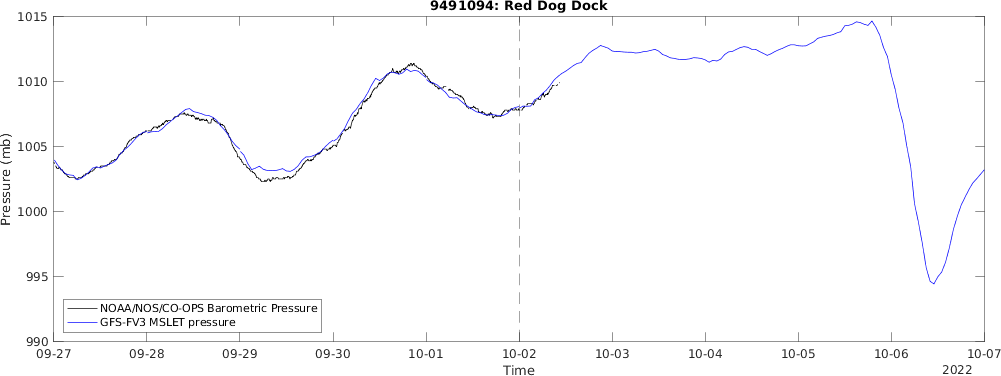 9491094: Red Dog Dock
1015
1010
1005
1000
995
990
Pressure (mb)
NOAA/NOS/CO-OPS Barometric Pressure
GFS-FV3 MSLET pressure
09-27 09-28 09-29 09-30 10-01 10-02 10-03 10-04 10-05 10-06 10-07
Time
2022